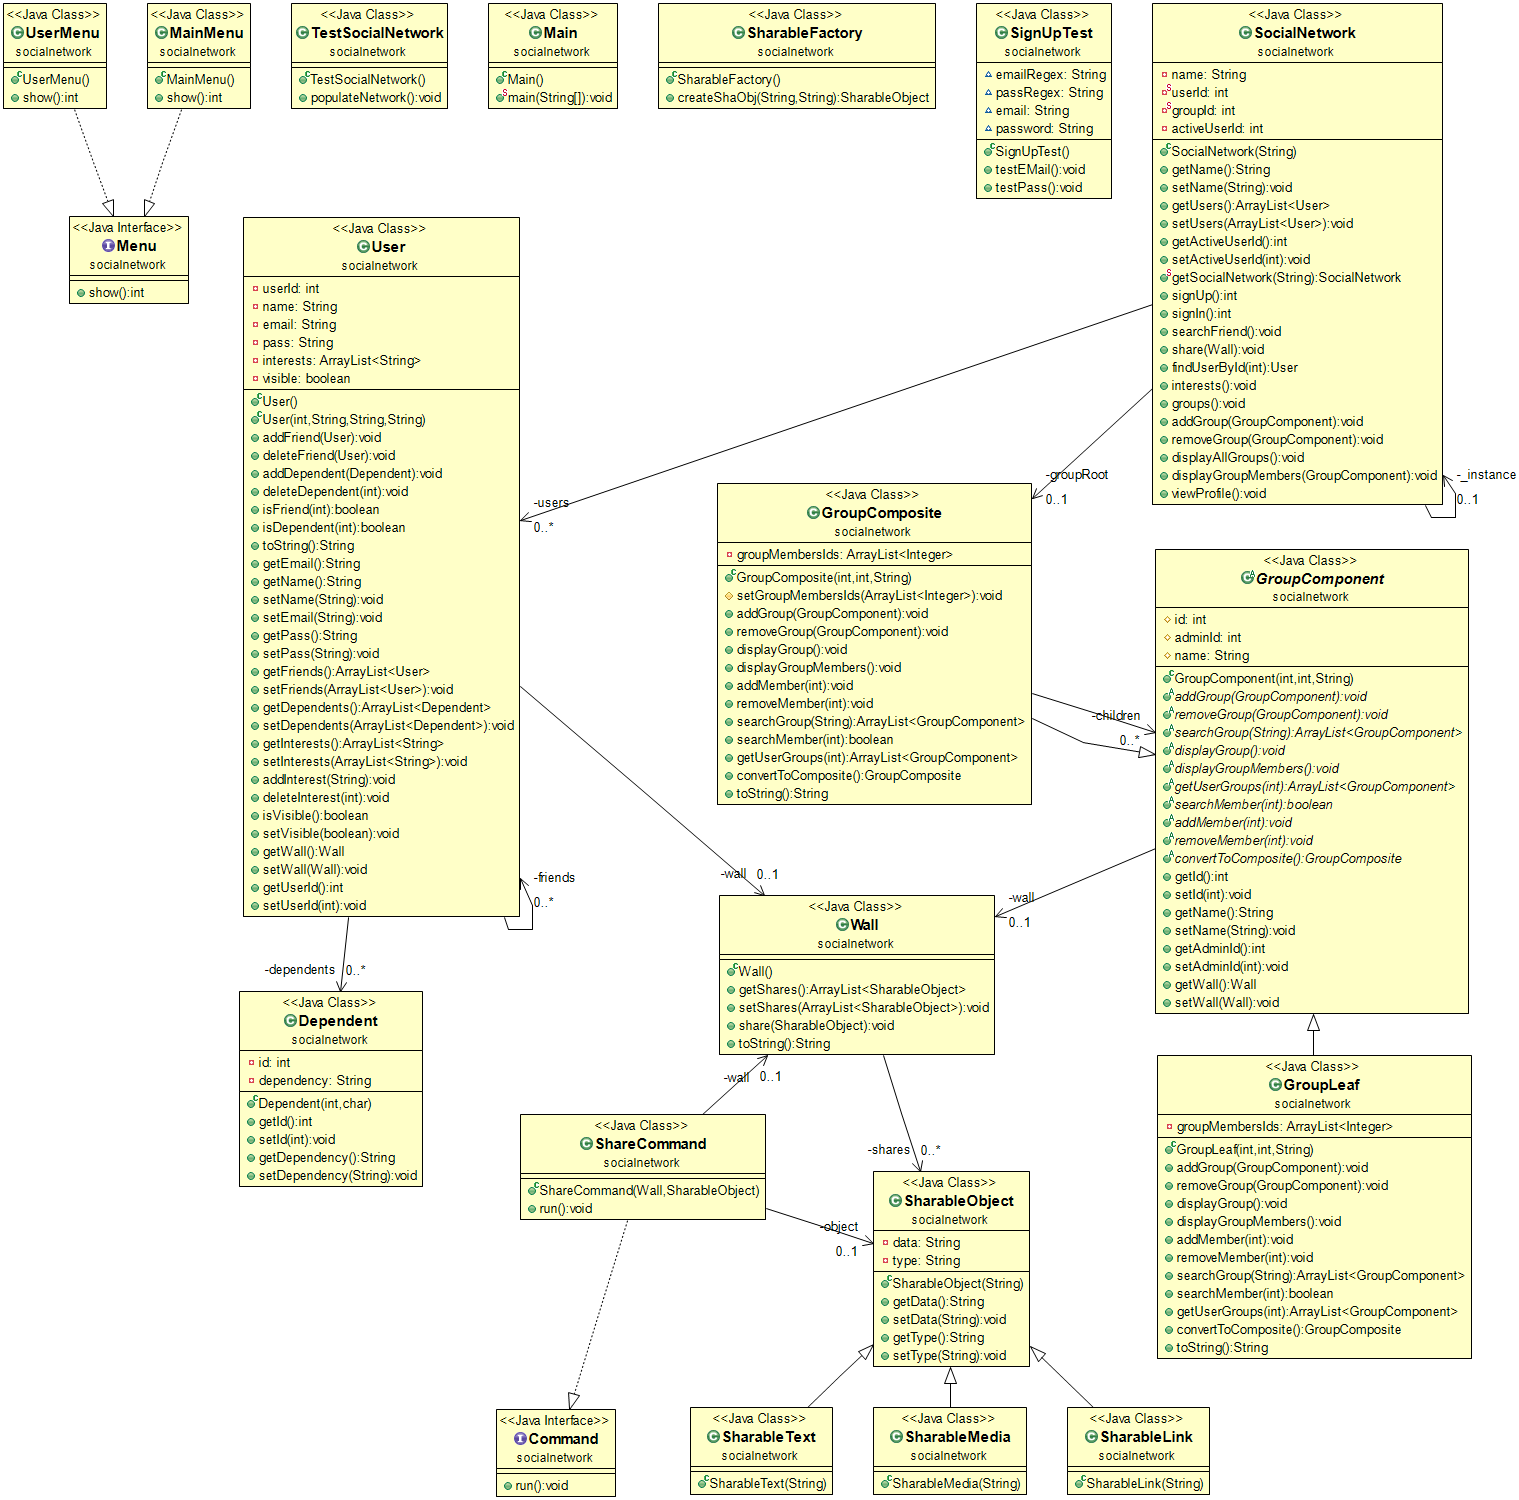 <<Java Class>>
UserMenu
socialnetwork
UserMenu()
show():int
<<Java Class>>
MainMenu
socialnetwork
MainMenu()
show():int
<<Java Class>>
TestSocialNetwork
socialnetwork
TestSocialNetwork()
populateNetwork():void
<<Java Class>>
Main
socialnetwork
Main()
main(String[]):void
<<Java Class>>
SharableFactory
socialnetwork
SharableFactory()
createShaObj(String,String):SharableObject
<<Java Class>>
SignUpTest
socialnetwork
emailRegex: String
passRegex: String
email: String
password: String
SignUpTest()
testEMail():void
testPass():void
<<Java Class>>
SocialNetwork
socialnetwork
name: String
userId: int
groupId: int
activeUserId: int
SocialNetwork(String)
getName():String
setName(String):void
getUsers():ArrayList<User>
setUsers(ArrayList<User>):void
getActiveUserId():int
setActiveUserId(int):void
getSocialNetwork(String):SocialNetwork
signUp():int
signIn():int
searchFriend():void
share(Wall):void
findUserById(int):User
interests():void
groups():void
addGroup(GroupComponent):void
removeGroup(GroupComponent):void
displayAllGroups():void
displayGroupMembers(GroupComponent):void
viewProfile():void
-_instance
0..1
<<Java Interface>>
Menu
socialnetwork
show():int
<<Java Class>>
User
socialnetwork
userId: int
name: String
email: String
pass: String
interests: ArrayList<String>
visible: boolean
User()
User(int,String,String,String)
addFriend(User):void
deleteFriend(User):void
addDependent(Dependent):void
deleteDependent(int):void
isFriend(int):boolean
isDependent(int):boolean
toString():String
getEmail():String
getName():String
setName(String):void
setEmail(String):void
getPass():String
setPass(String):void
getFriends():ArrayList<User>
setFriends(ArrayList<User>):void
getDependents():ArrayList<Dependent>
setDependents(ArrayList<Dependent>):void
getInterests():ArrayList<String>
setInterests(ArrayList<String>):void
addInterest(String):void
deleteInterest(int):void
isVisible():boolean
setVisible(boolean):void
getWall():Wall
setWall(Wall):void
getUserId():int
setUserId(int):void
-users
0..*
-friends
0..*
-groupRoot
0..1
<<Java Class>>
GroupComposite
socialnetwork
groupMembersIds: ArrayList<Integer>
GroupComposite(int,int,String)
setGroupMembersIds(ArrayList<Integer>):void
addGroup(GroupComponent):void
removeGroup(GroupComponent):void
displayGroup():void
displayGroupMembers():void
addMember(int):void
removeMember(int):void
searchGroup(String):ArrayList<GroupComponent>
searchMember(int):boolean
getUserGroups(int):ArrayList<GroupComponent>
convertToComposite():GroupComposite
toString():String
-children
0..*
<<Java Class>>
GroupComponent
socialnetwork
id: int
adminId: int
name: String
GroupComponent(int,int,String)
addGroup(GroupComponent):void
removeGroup(GroupComponent):void
searchGroup(String):ArrayList<GroupComponent>
displayGroup():void
displayGroupMembers():void
getUserGroups(int):ArrayList<GroupComponent>
searchMember(int):boolean
addMember(int):void
removeMember(int):void
convertToComposite():GroupComposite
getId():int
setId(int):void
getName():String
setName(String):void
getAdminId():int
setAdminId(int):void
getWall():Wall
setWall(Wall):void
-wall 0..1
-wall
0..1
<<Java Class>>
Wall
socialnetwork
Wall()
getShares():ArrayList<SharableObject>
setShares(ArrayList<SharableObject>):void
share(SharableObject):void
toString():String
-dependents 0..*
<<Java Class>>
Dependent
socialnetwork
id: int
dependency: String
Dependent(int,char)
getId():int
setId(int):void
getDependency():String
setDependency(String):void
-wall 0..1
<<Java Class>>
ShareCommand
socialnetwork
ShareCommand(Wall,SharableObject)
run():void
-shares 0..*
-object
0..1
<<Java Class>>
SharableObject
socialnetwork
data: String
type: String
SharableObject(String)
getData():String
setData(String):void
getType():String
setType(String):void
<<Java Class>>
GroupLeaf
socialnetwork
groupMembersIds: ArrayList<Integer>
GroupLeaf(int,int,String)
addGroup(GroupComponent):void
removeGroup(GroupComponent):void
displayGroup():void
displayGroupMembers():void
addMember(int):void
removeMember(int):void
searchGroup(String):ArrayList<GroupComponent>
searchMember(int):boolean
getUserGroups(int):ArrayList<GroupComponent>
convertToComposite():GroupComposite
toString():String
<<Java Interface>>
Command
socialnetwork
run():void
<<Java Class>>
SharableText
socialnetwork
SharableText(String)
<<Java Class>>
SharableMedia
socialnetwork
SharableMedia(String)
<<Java Class>>
SharableLink
socialnetwork
SharableLink(String)